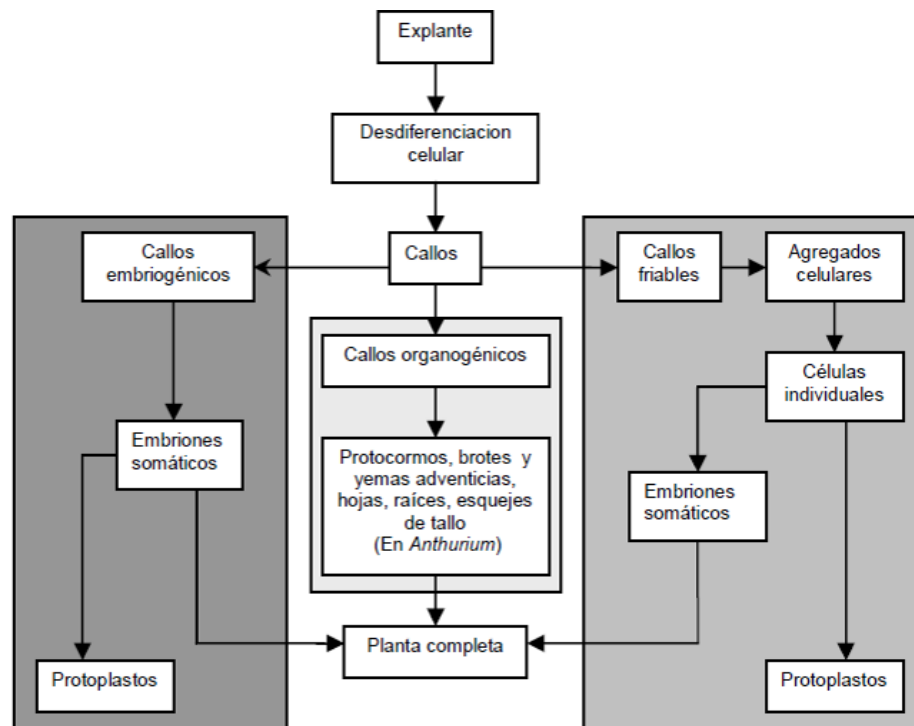 Explante
Desdiferenciacion
celular
Callos
embriogénicos
Callos
Callos
friables
Agregados
celulares
Callos organogénicos
Células
individuales
Embriones
somáticos
Protocormos, brotes y
yemas adventicias,
hojas, raíces, esquejes
de tallo
(En Anthurium)
Embriones
somáticos
Planta completa
Protoplastos
Protoplastos